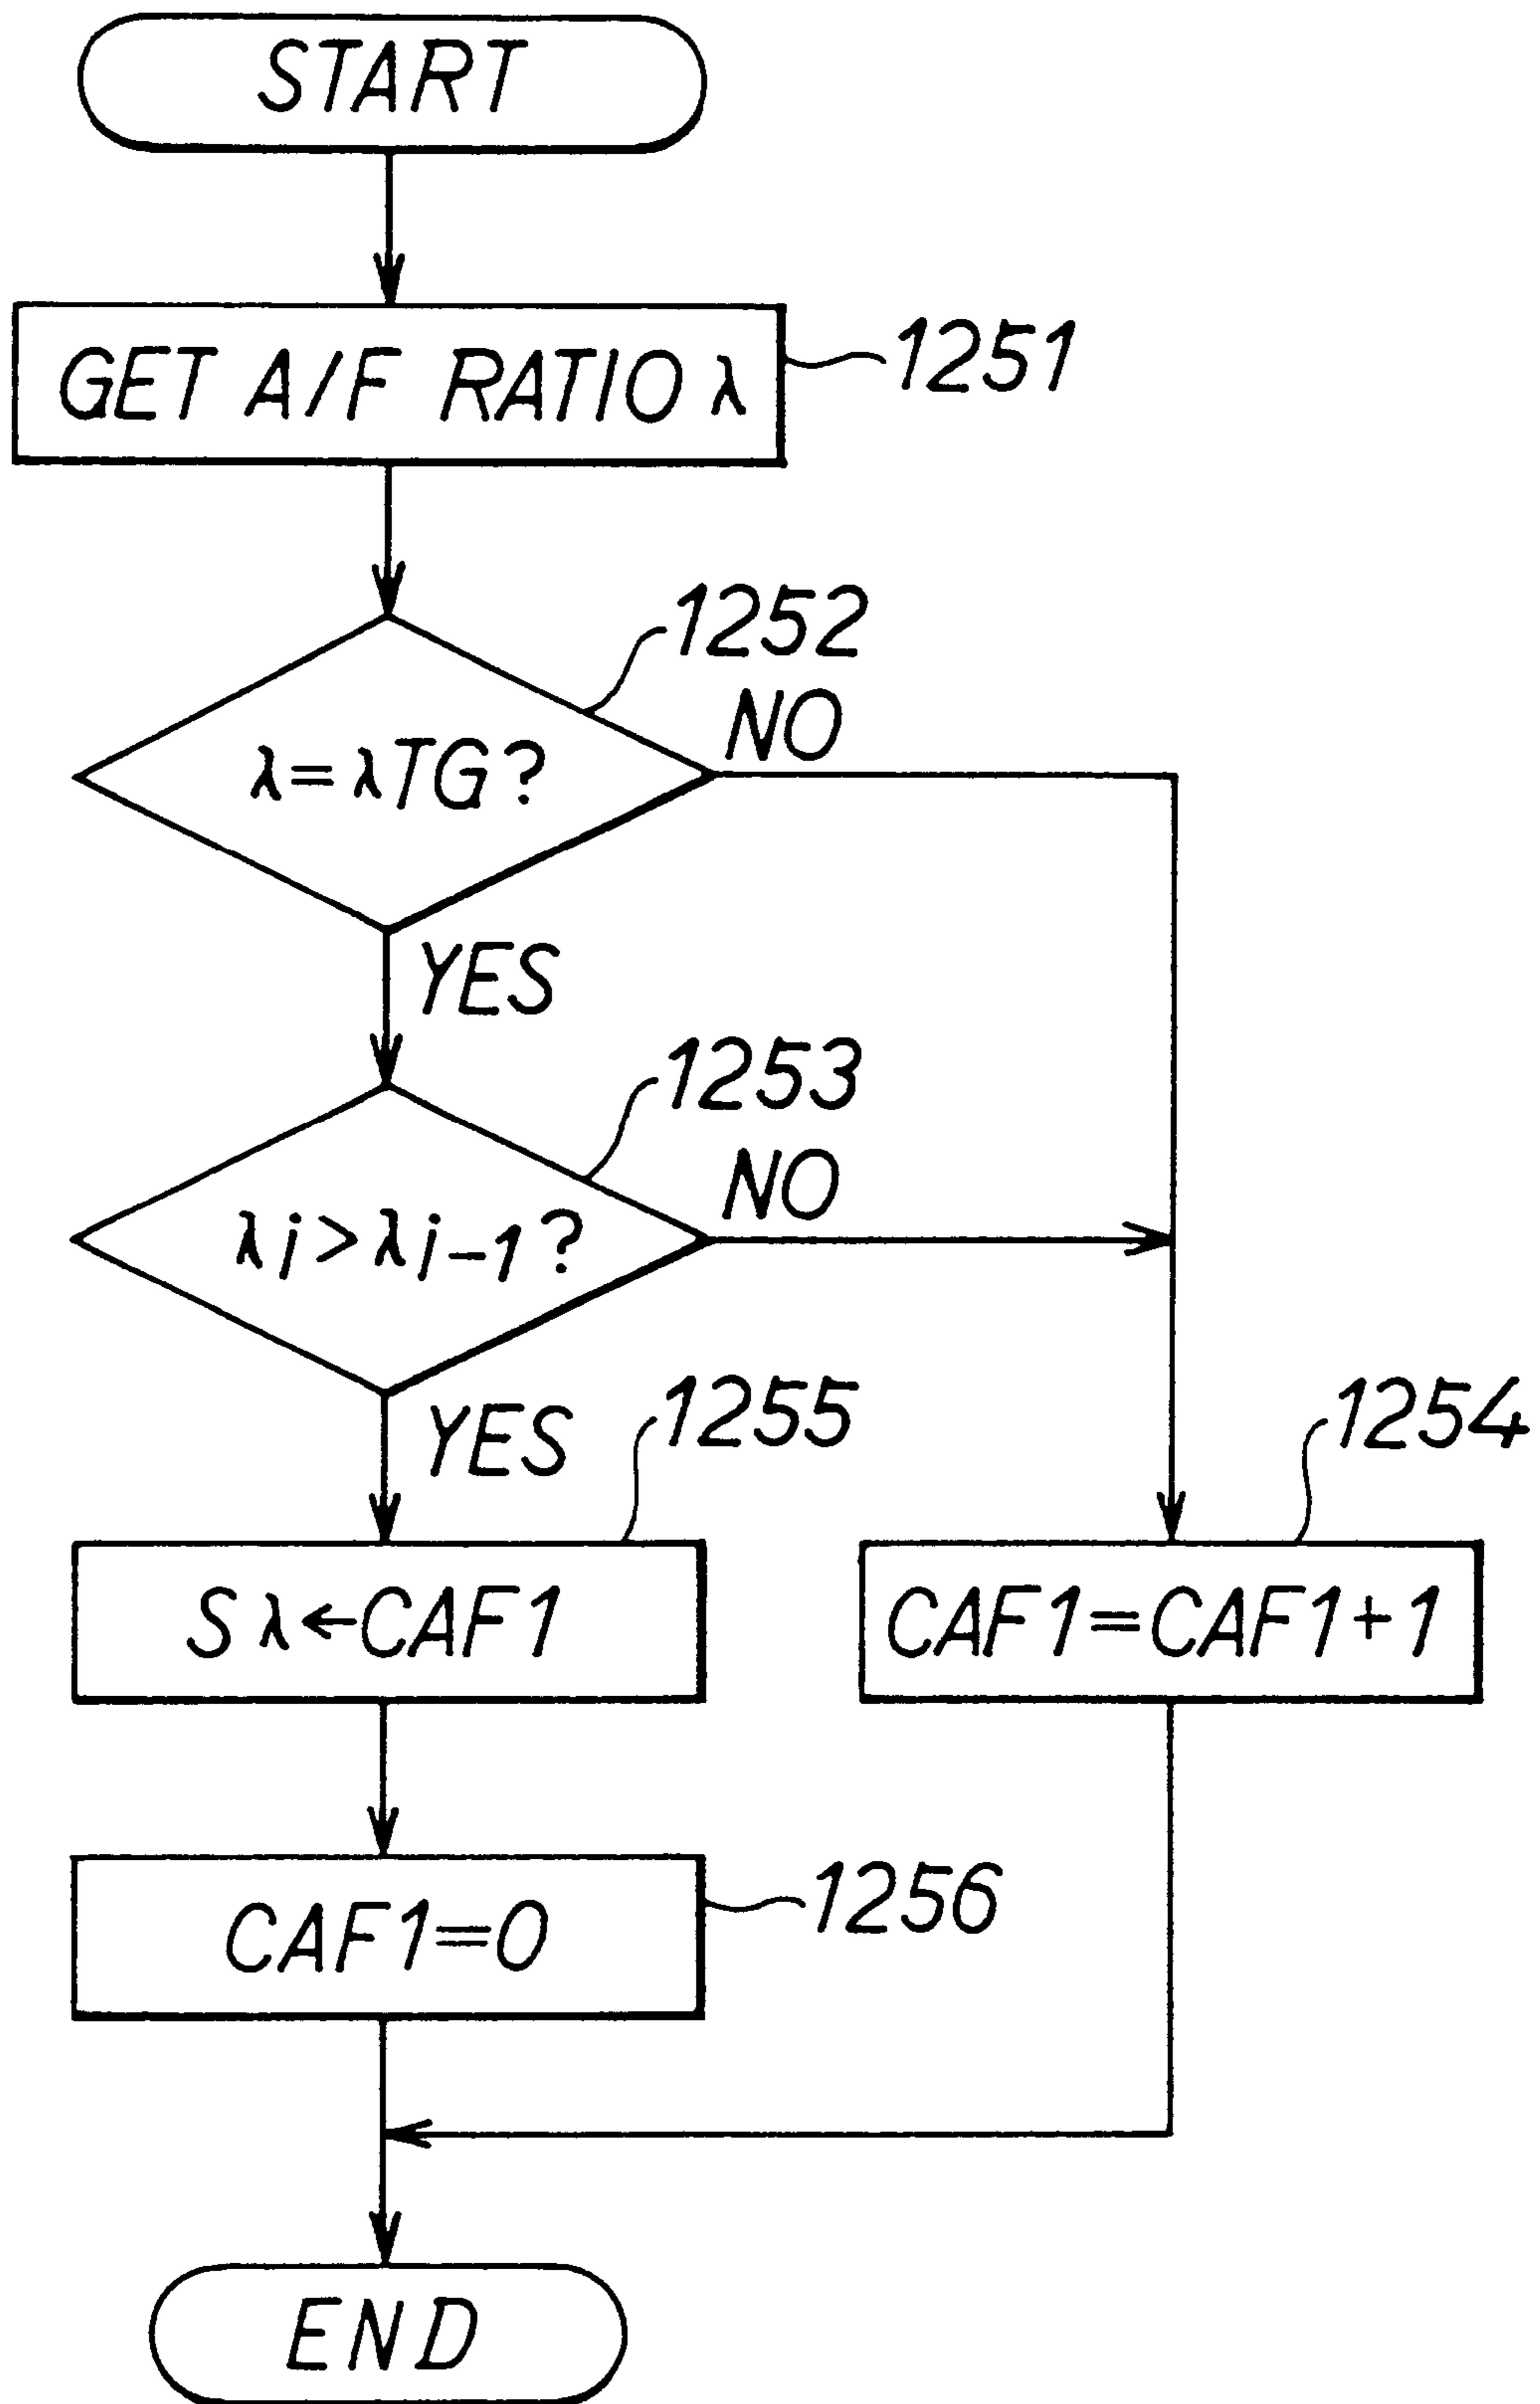 START
GET A/F RATIO λ
1251
1252
λ=λTG?
NO
YES
1253
λi>λi-1?
NO
YES
1255
1254
Sλ←CAF1
CAF1=CAF1+1
CAF1=0
1256
END